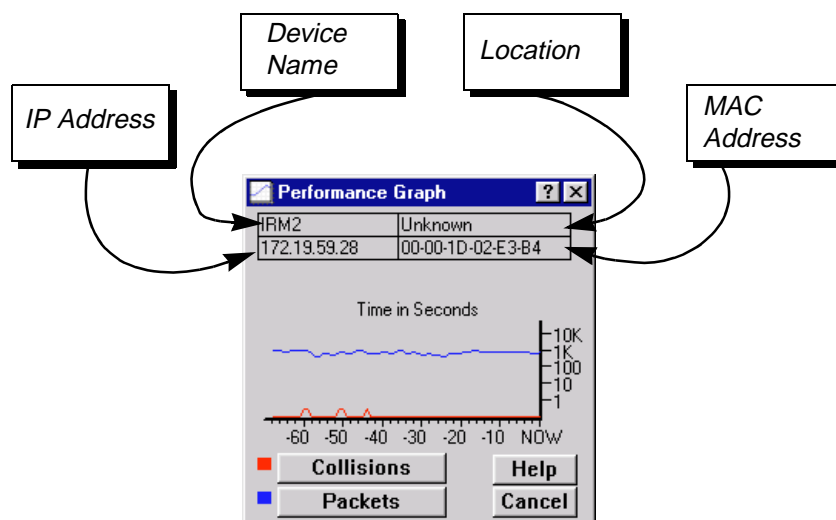 Device
Name
Location
IP Address
MAC
Address
Performance Graph
?
IRM2
Unknown
172.19.59.28
00-00-1D-02-E3-B4
Time in Seconds
10K
1K
100
10
1
-60 -50 -40 -30 -20 -10 NOW
Collisions
Help
Packets
Cancel